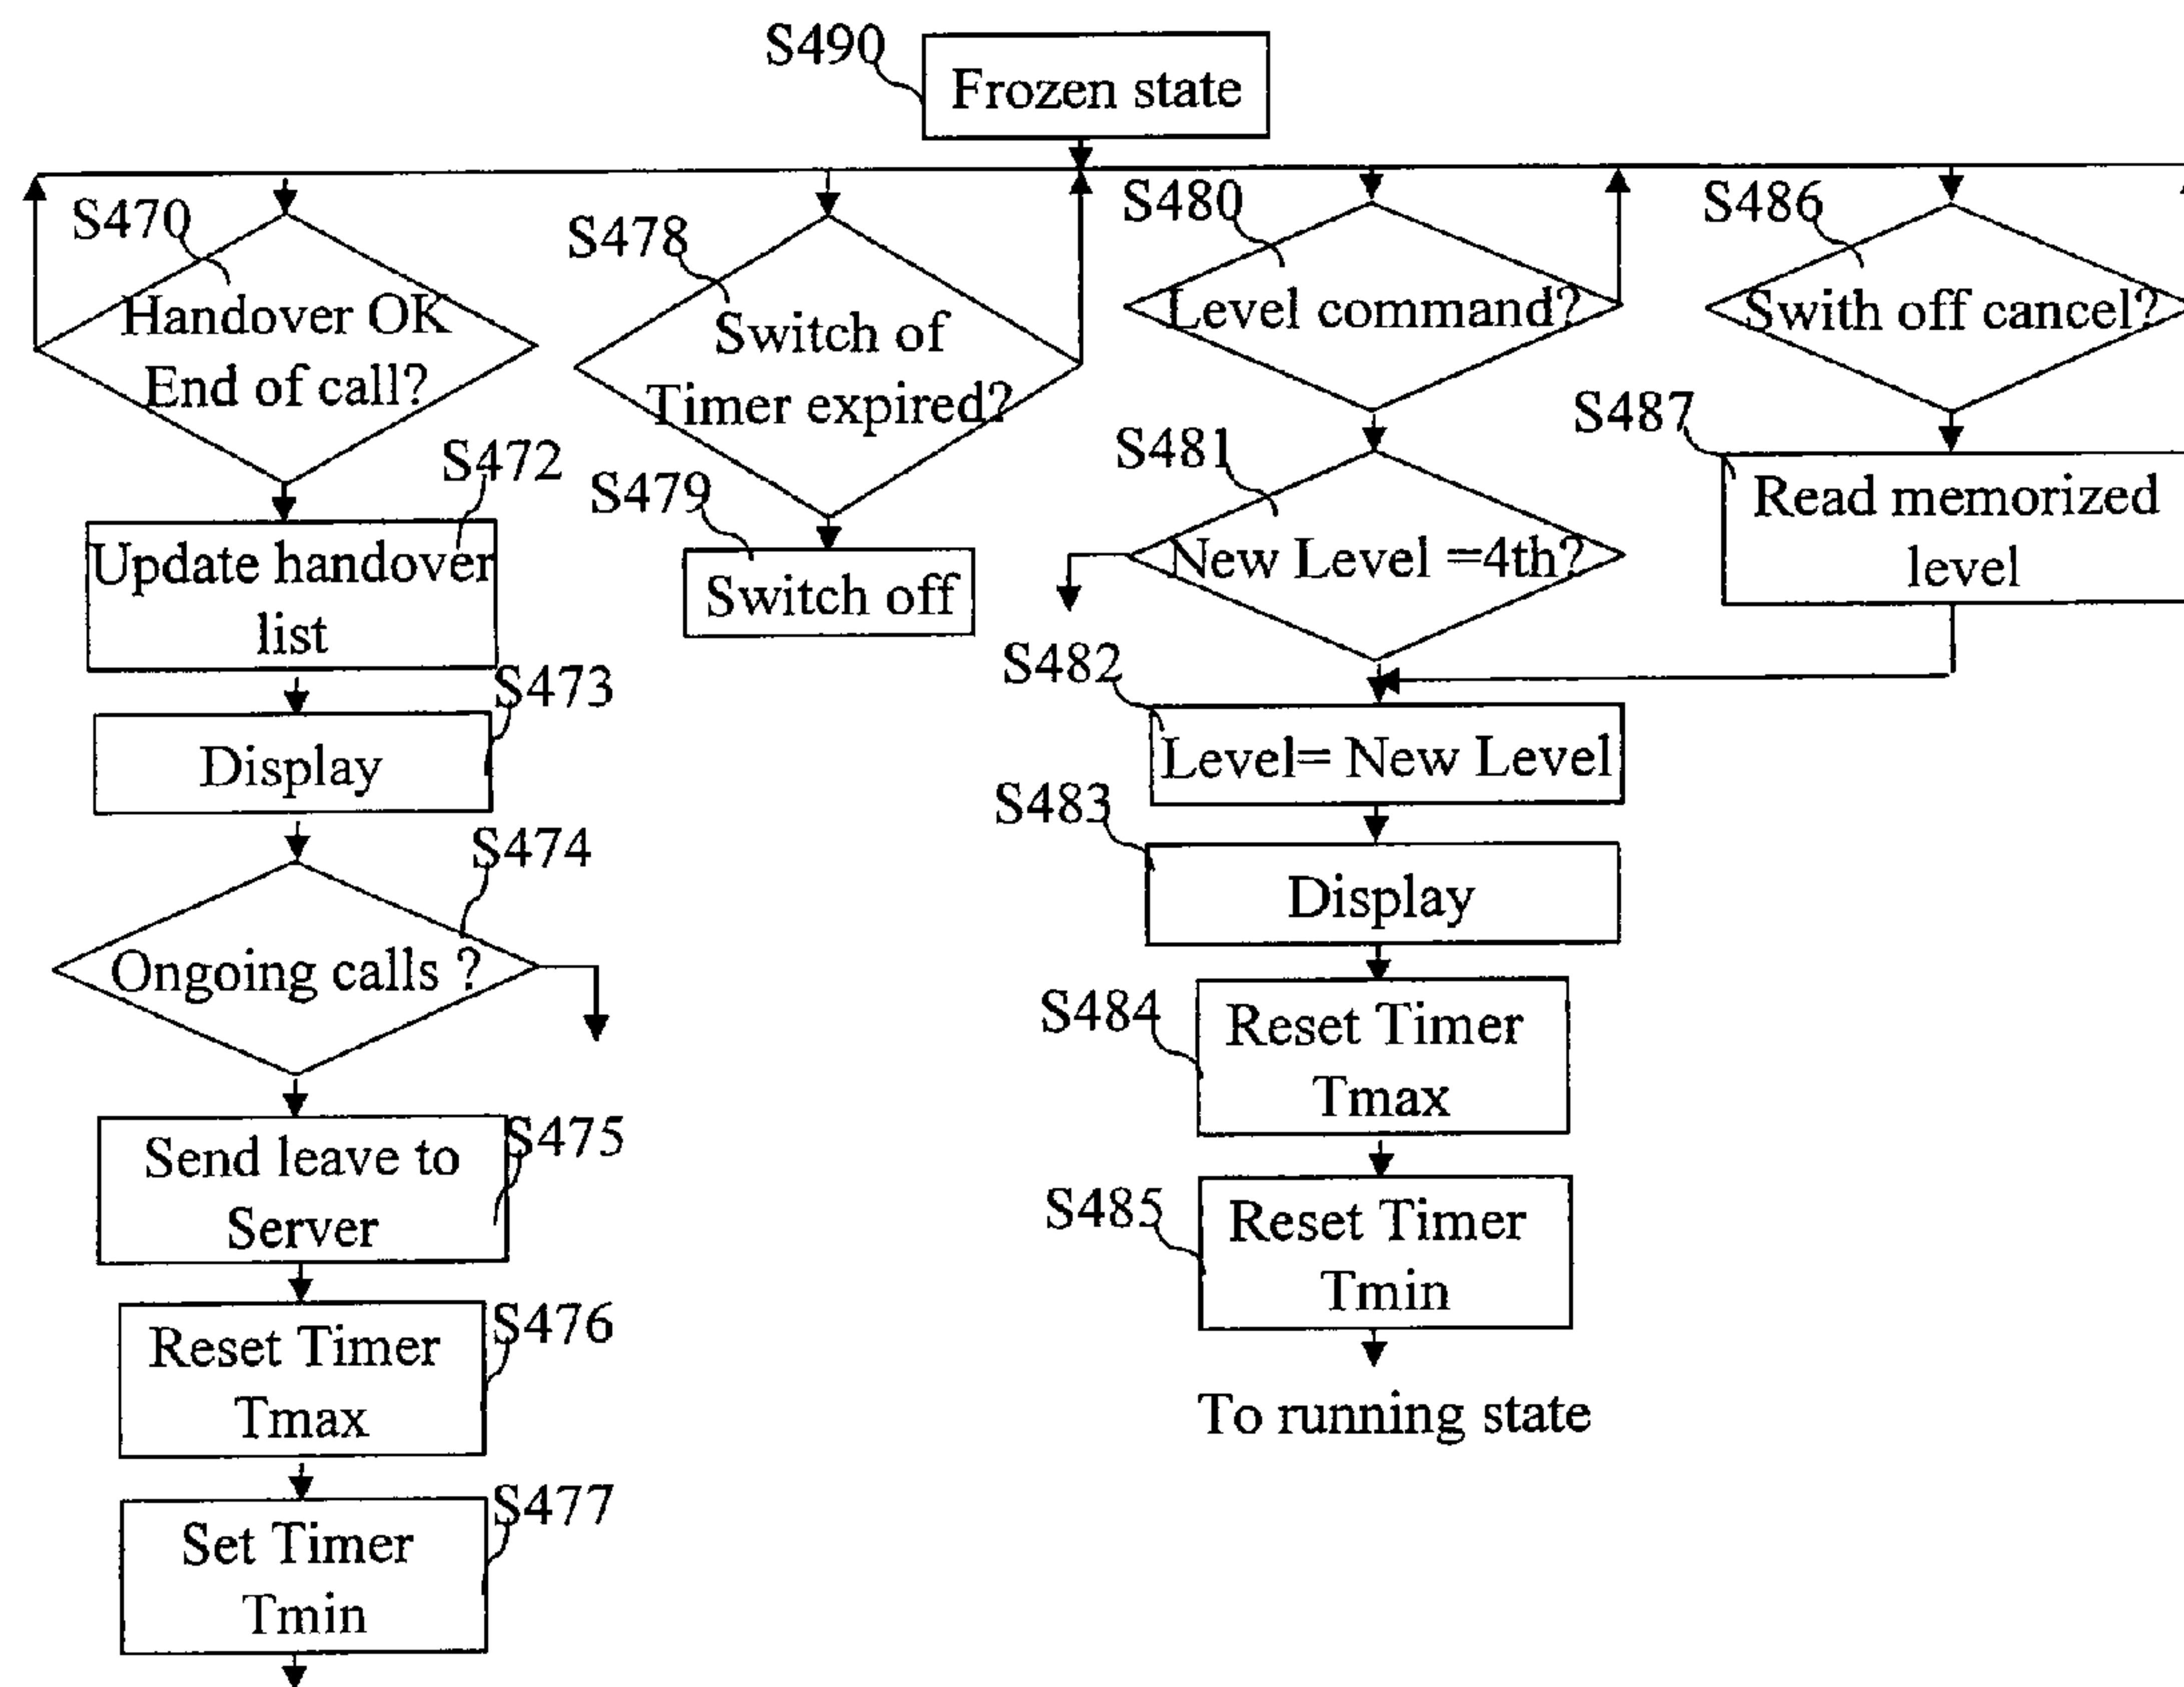 S490
Frozen state
S470
Handover OK
End of call?
S472
Update handover
list
S473
Display
S474
Ongoing calls ?
S475
Send leave to
Server
S476
Reset Timer
Tmax
S477
Set Timer
Tmin
S478
Switch of
Timer expired?
S479
Switch off
S480
Level command?
S481
New Level =4th?
S482
Level= New Level
S483
Display
S484
Reset Timer
Tmax
S485
Reset Timer
Tmin
To running state
S486
Swith off cancel?
S487
Read memorized
level